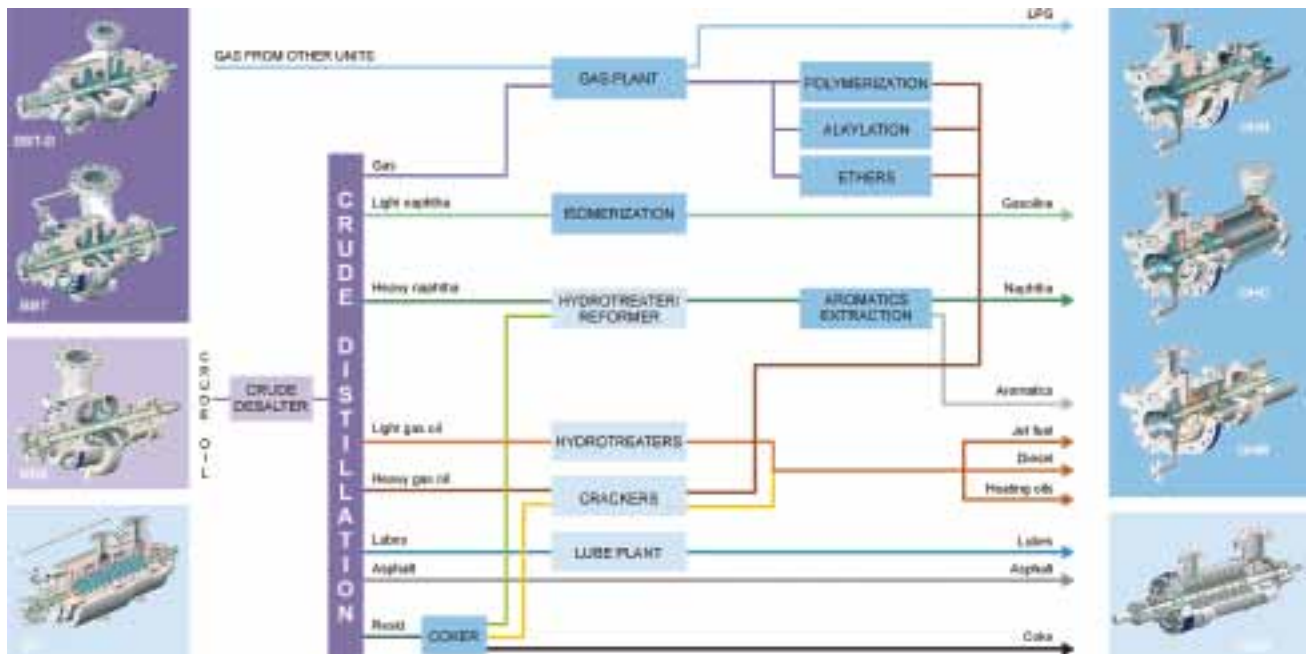 LPG
GAS FROM OTHER UNITS
GAS PLANT
POLYMERIZATION
ALKYLATION
ETHERS
Gas
Light naphtha
ISOMERIZATION
Gasoline
Heavy naphtha
HYDROTREATER/
REFORMER
AROMATICS
EXTRACTION
Naphtha
CRUDE OIL
CRUDE
DESALTER
CRUDE DISTILLATION
Aromatics
Light gas oil
HYDROTREATERS
Jet fuel
Diesel
Heavy gas oil
CRACKERS
Heating oils
Lubes
LUBE PLANT
Lubes
Asphalt
Asphalt
Resid
COKER
Coke